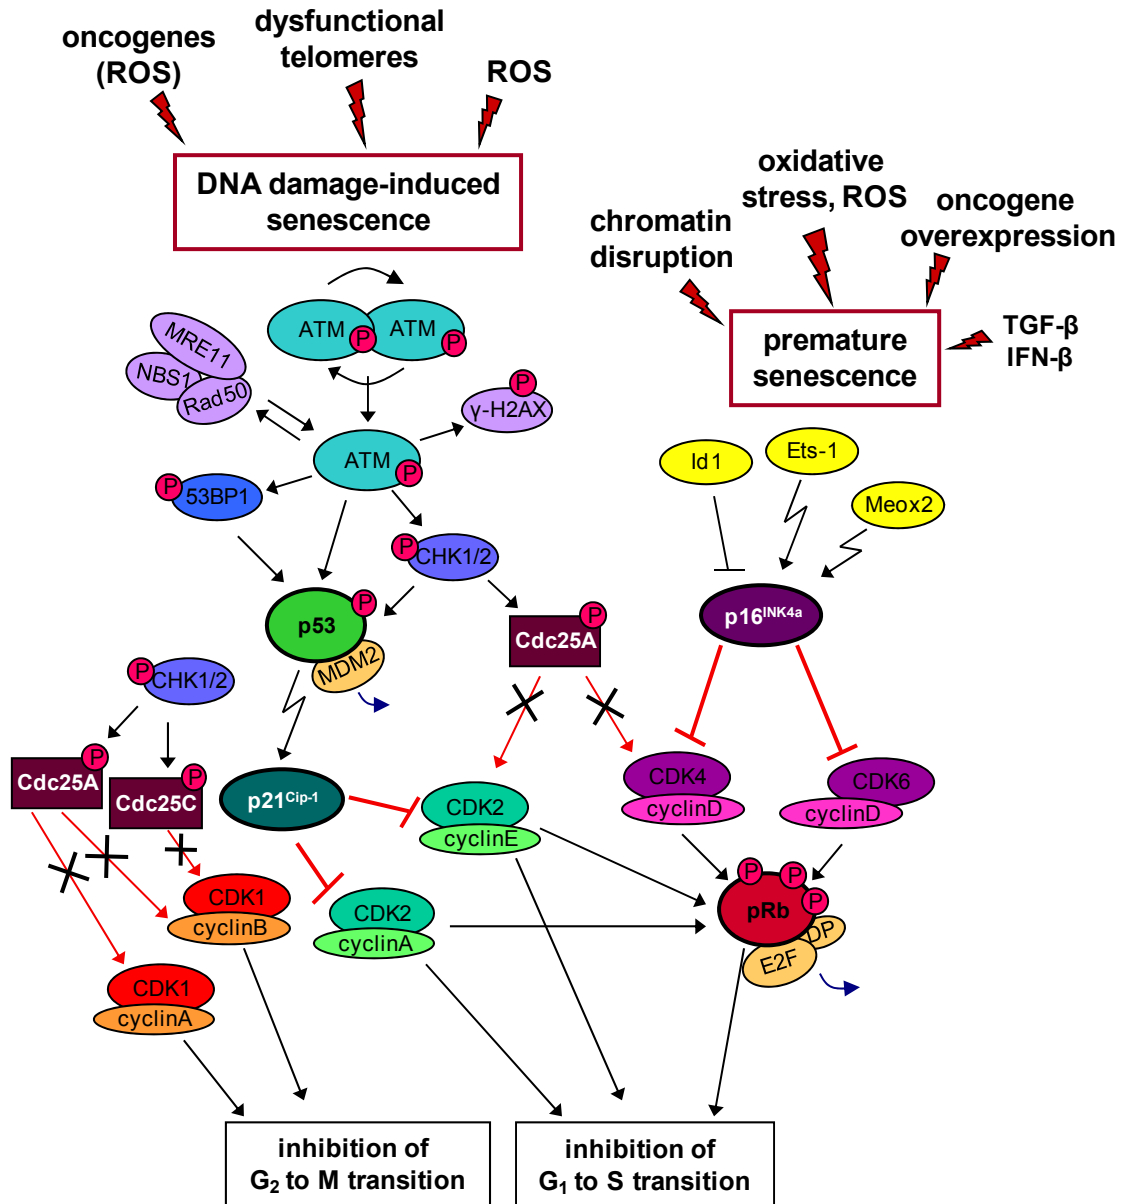 oncogenes
(ROS)
dysfunctional
telomeres
ROS
DNA damage-induced
senescence
oxidative
stress, ROS
chromatin
disruption
oncogene
overexpression
TGF-β
IFN-β
premature
senescence
ATM
P
ATM
P
MRE11
NBS1
Rad50
P
γ-H2AX
ATM
P
P
53BP1
P
CHK1/2
Id1
Ets-1
Meox2
p53
P
MDM2
P
Cdc25A
p16INK4a
P
CHK1/2
P
Cdc25A
P
Cdc25C
p21Cip-1
CDK2
cyclinE
P
CDK4
cyclinD
CDK6
cyclinD
CDK1
cyclinB
CDK2
cyclinA
P
P
P
pRb
DP
E2F
CDK1
cyclinA
inhibition of
G2 to M transition
inhibition of
G1 to S transition